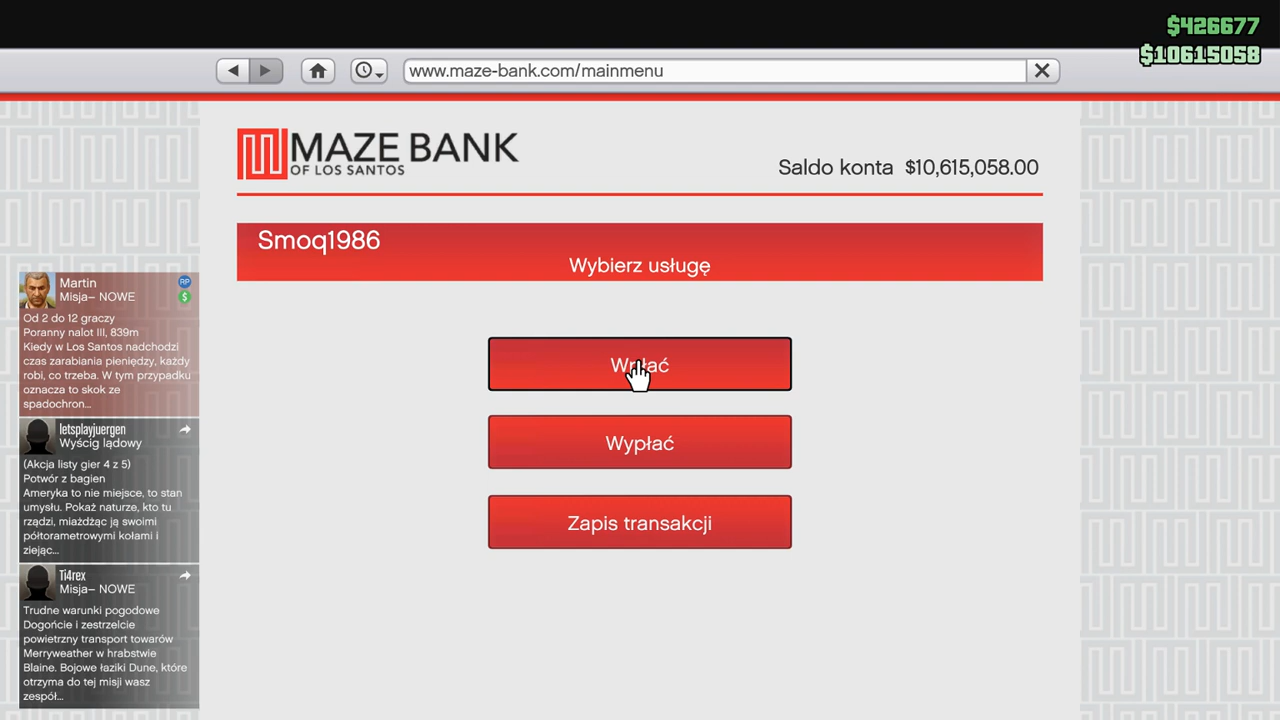 $426677
$10615058
www.maze-bank.com/mainmenu
MAZE BANK
OF LOS SANTOS
Saldo konta $10,615,058.00
Smoq1986
Wybierz usługę
Wpłać
Wypłać
Zapis transakcji
Martin
RP
Misja– NOWE
$
Od 2 do 12 graczy
Poranny nalot III, 839m
Kiedy w Los Santos nadchodzi
czas zarabiania pieniędzy, każdy
robi, co trzeba. W tym przypadku
oznacza to skok ze
spadochron...
letsplayjuergen
Wyścig lądowy
(Akcja listy gier 4 z 5)
Potwór z bagien
Ameryka to nie miejsce, to stan
umysłu. Pokaż naturze, kto tu
rządzi, miażdżąc ją swoimi
półtorametrowymi kołami i
ziejąc...
Ti4rex
Misja– NOWE
Trudne warunki pogodowe
Dogońcie i zestrzelcie
powietrzny transport towarów
Merryweather w hrabstwie
Blaine. Bojowe łaziki Dune, które
otrzyma do tej misji wasz
zespół...